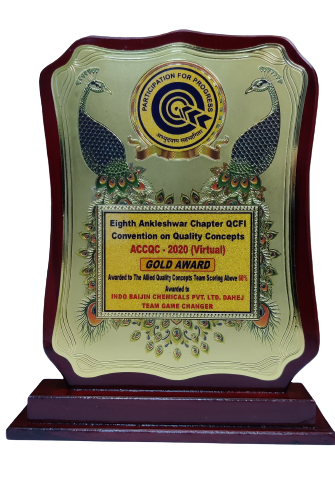 PARTICIPATION FOR PROGRESS
Eighth Ankleshwar Chapter QCFI
Convention on Quality Concepts
ACCQC - 2020 (Virtual)
GOLD AWARD
Awarded to The Allied Quality Concepts Team Scoring Above 60%
Awarded to
INDO BAIJIN CHEMICALS PVT. LTD. DAHEJ
TEAM GAME CHANGER